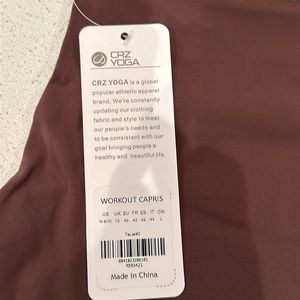 CRZ
YOGA
CRZ YOGA is a global
popular athletic apparel
brand. We're constantly
updating our clothing
fabric and style to
meet our people's needs and
to be consistent with our
goal bringing people a
healthy and beautiful life.
WORKOUT CAPRIS
US UK EU FR ES IT CN
Made In China